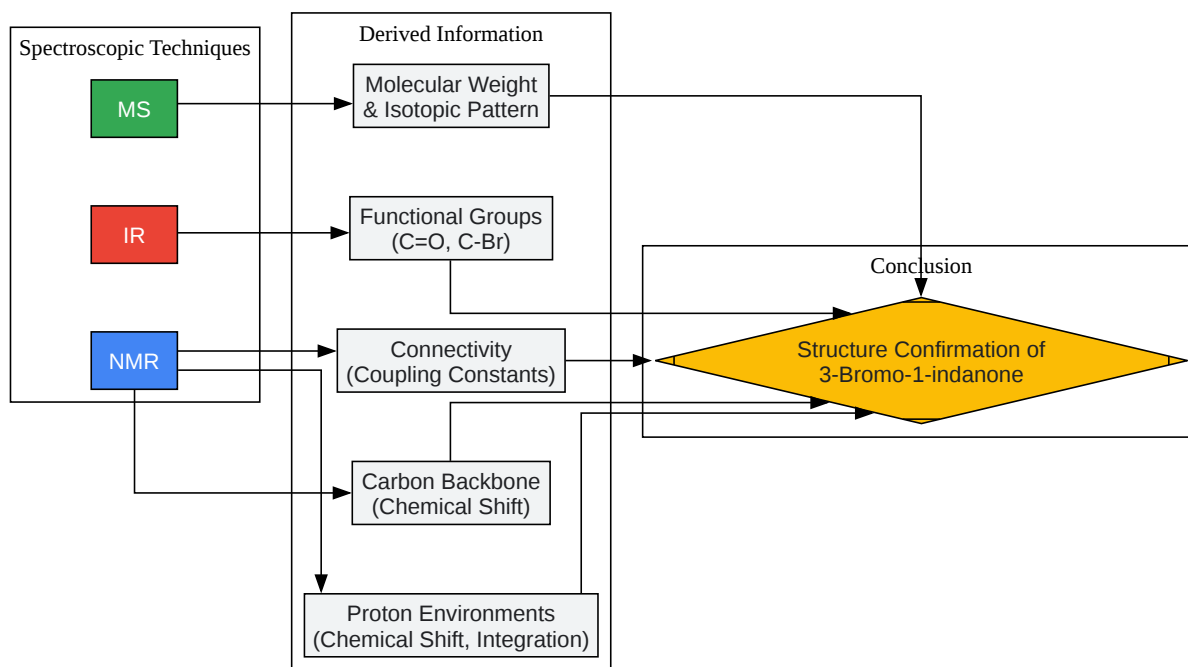 Spectroscopic Techniques
MS
IR
NMR
Derived Information
Molecular Weight
& Isotopic Pattern
Functional Groups
(C=O, C-Br)
Connectivity
(Coupling Constants)
Carbon Backbone
(Chemical Shift)
Proton Environments
(Chemical Shift, Integration)
Conclusion
Structure Confirmation of
3-Bromo-1-indanone